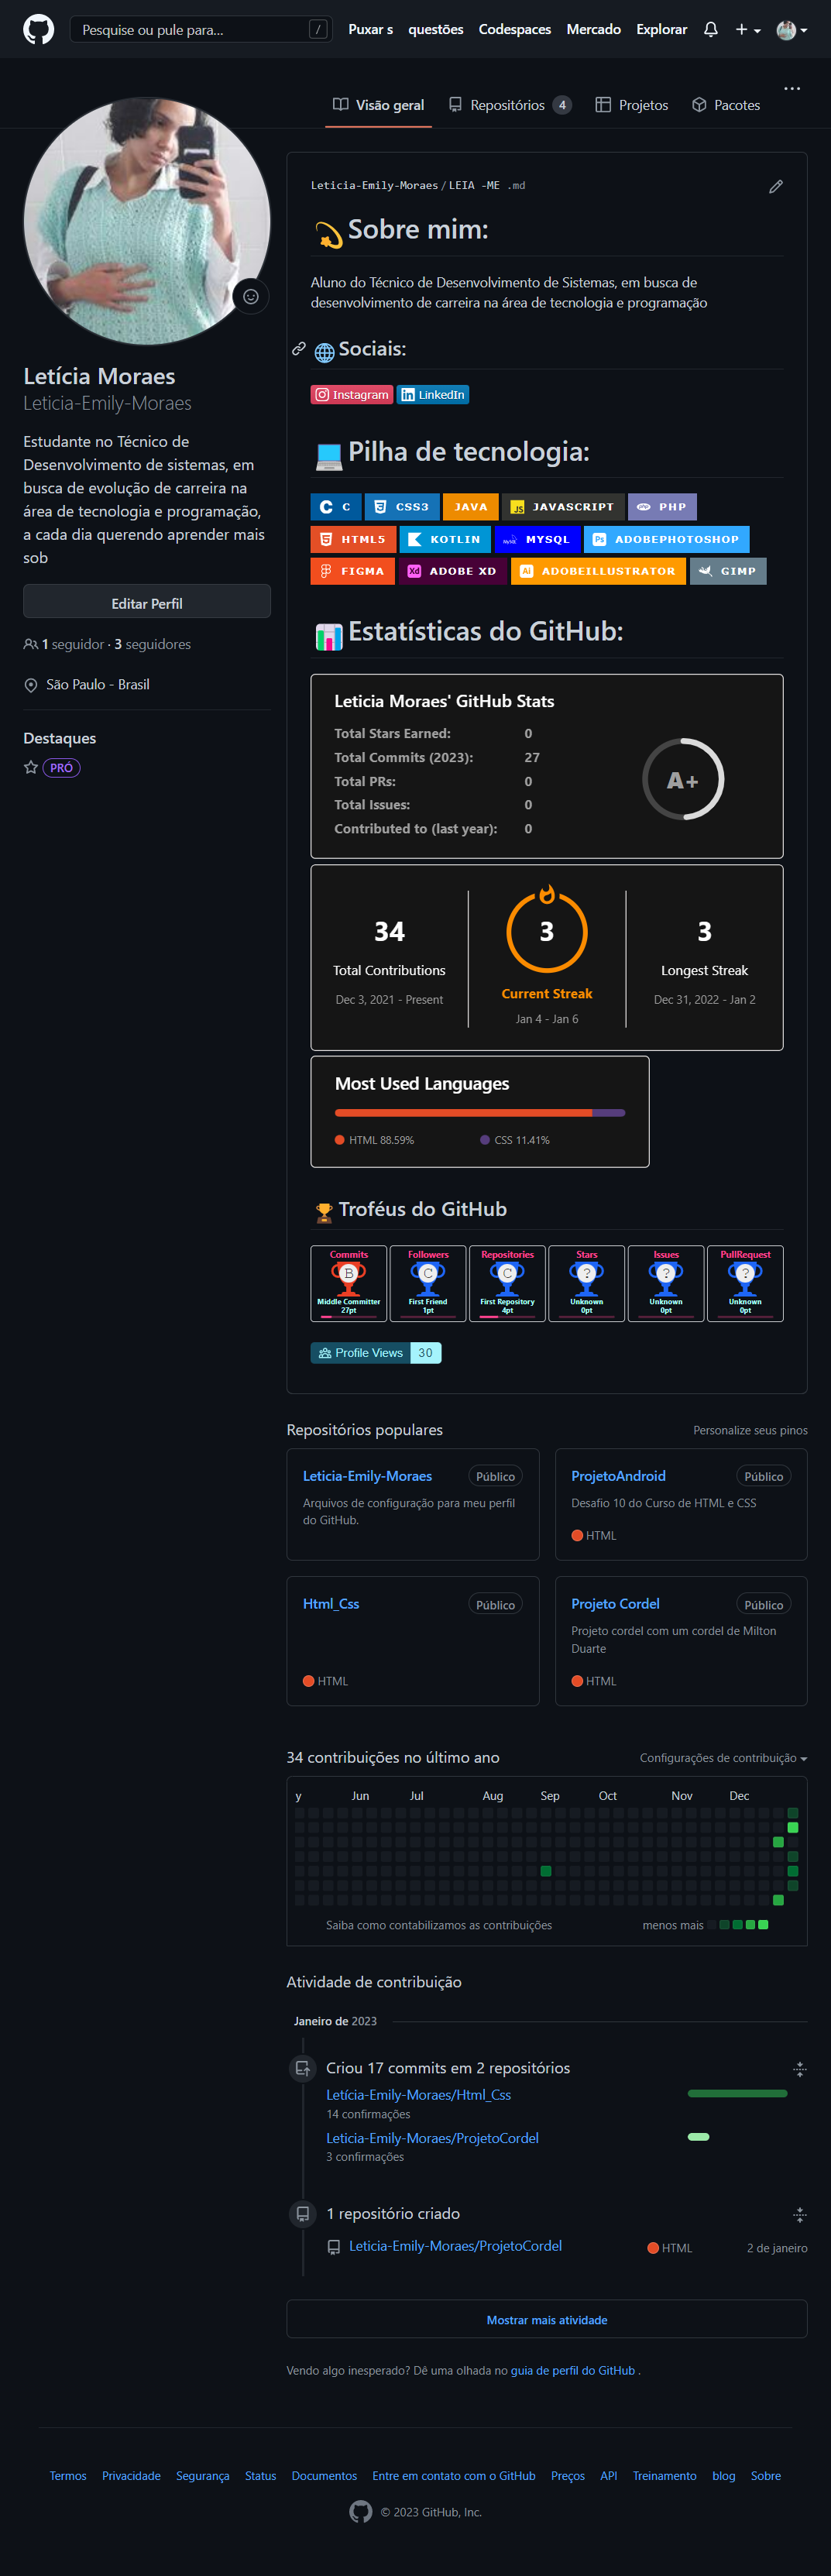 Pesquise ou pule para... /
Puxar s questões Codespaces Mercado Explorar
Visão geral Repositórios 4 Projetos Pacotes
Letícia Moraes
Leticia-Emily-Moraes
Estudante no Técnico de
Desenvolvimento de sistemas, em
busca de evolução de carreira na
área de tecnologia e programação,
a cada dia querendo aprender mais
sob
Editar Perfil
1 seguidor · 3 seguidores
São Paulo - Brasil
Destaques
PRÓ
Leticia-Emily-Moraes / LEIA -ME .md
Sobre mim:
Aluno do Técnico de Desenvolvimento de Sistemas, em busca de
desenvolvimento de carreira na área de tecnologia e programação
Sociais:
Instagram LinkedIn
Pilha de tecnologia:
C CSS3 JAVA JAVASCRIPT PHP
HTML5 KOTLIN MYSQL ADOBEPHOTOSHOP
FIGMA ADOBE XD ADOBEILLUSTRATOR GIMP
Estatísticas do GitHub:
Leticia Moraes' GitHub Stats
Total Stars Earned: 0
Total Commits (2023): 27
Total PRs: 0
Total Issues: 0
Contributed to (last year): 0
A+
34
Total Contributions
Dec 3, 2021 - Present
3
Current Streak
Jan 4 - Jan 6
3
Longest Streak
Dec 31, 2022 - Jan 2
Most Used Languages
HTML 88.59% CSS 11.41%
Troféus do GitHub
Commits Followers Repositories Stars Issues PullRequest
B C C ? ? ?
Middle Committer First Friend First Repository Unknown Unknown Unknown
27pt 1pt 4pt 0pt 0pt 0pt
Profile Views 30
Repositórios populares Personalize seus pinos
Leticia-Emily-Moraes Público
Arquivos de configuração para meu perfil
do GitHub.
ProjetoAndroid Público
Desafio 10 do Curso de HTML e CSS
HTML
Html_Css Público
HTML
Projeto Cordel Público
Projeto cordel com um cordel de Milton
Duarte
HTML
34 contribuições no último ano Configurações de contribuição
y Jun Jul Aug Sep Oct Nov Dec
Saiba como contabilizamos as contribuições menos mais
Atividade de contribuição
Janeiro de 2023
Criou 17 commits em 2 repositórios
Letícia-Emily-Moraes/Html_Css
14 confirmações
Leticia-Emily-Moraes/ProjetoCordel
3 confirmações
1 repositório criado
Leticia-Emily-Moraes/ProjetoCordel HTML 2 de janeiro
Mostrar mais atividade
Vendo algo inesperado? Dê uma olhada no guia de perfil do GitHub .
Termos Privacidade Segurança Status Documentos Entre em contato com o GitHub Preços API Treinamento blog Sobre
© 2023 GitHub, Inc.